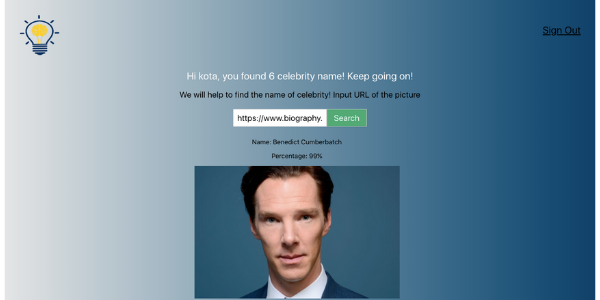 Sign Out
Hi kota, you found 6 celebrity name! Keep going on!
We will help to find the name of celebrity! Input URL of the picture
https://www.biography. Search
Name: Benedict Cumberbatch
Percentage: 99%